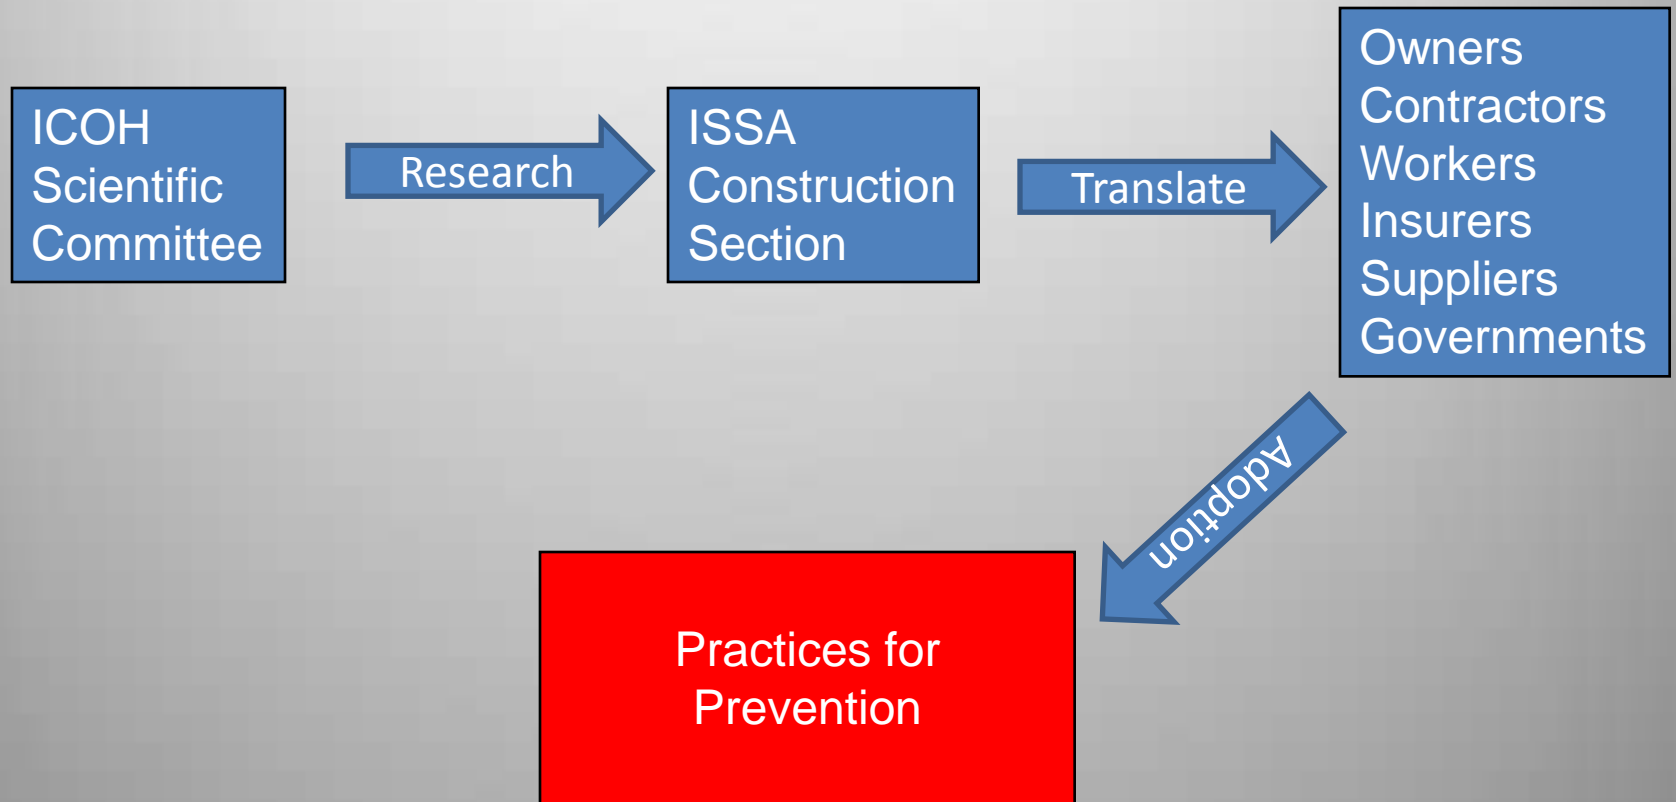 ICOH
Scientific
Committee
Research
ISSA
Construction
Section
Translate
Owners
Contractors
Workers
Insurers
Suppliers
Governments
Adoption
Practices for
Prevention